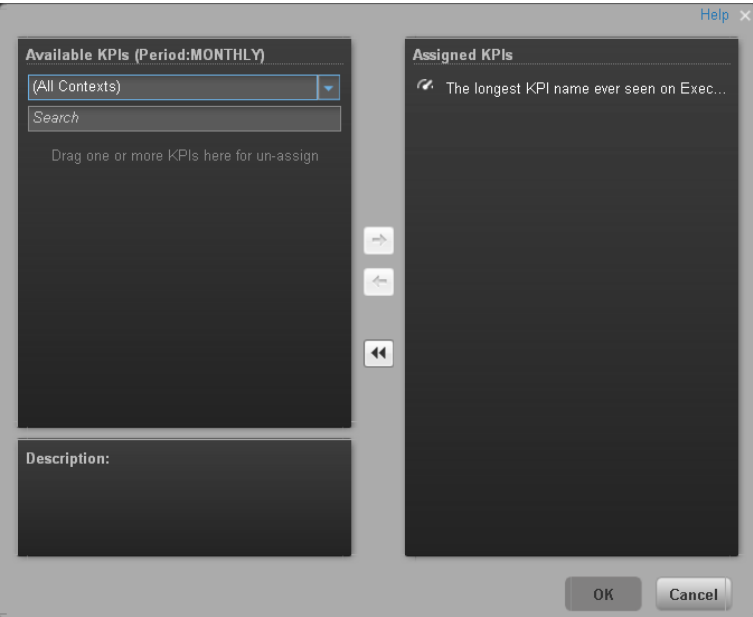 Help
Available KPIs (Period:MONTHLY)
(All Contexts)
Search
Drag one or more KPIs here for un-assign
Description:
Assigned KPIs
The longest KPI name ever seen on Exec...
OK
Cancel